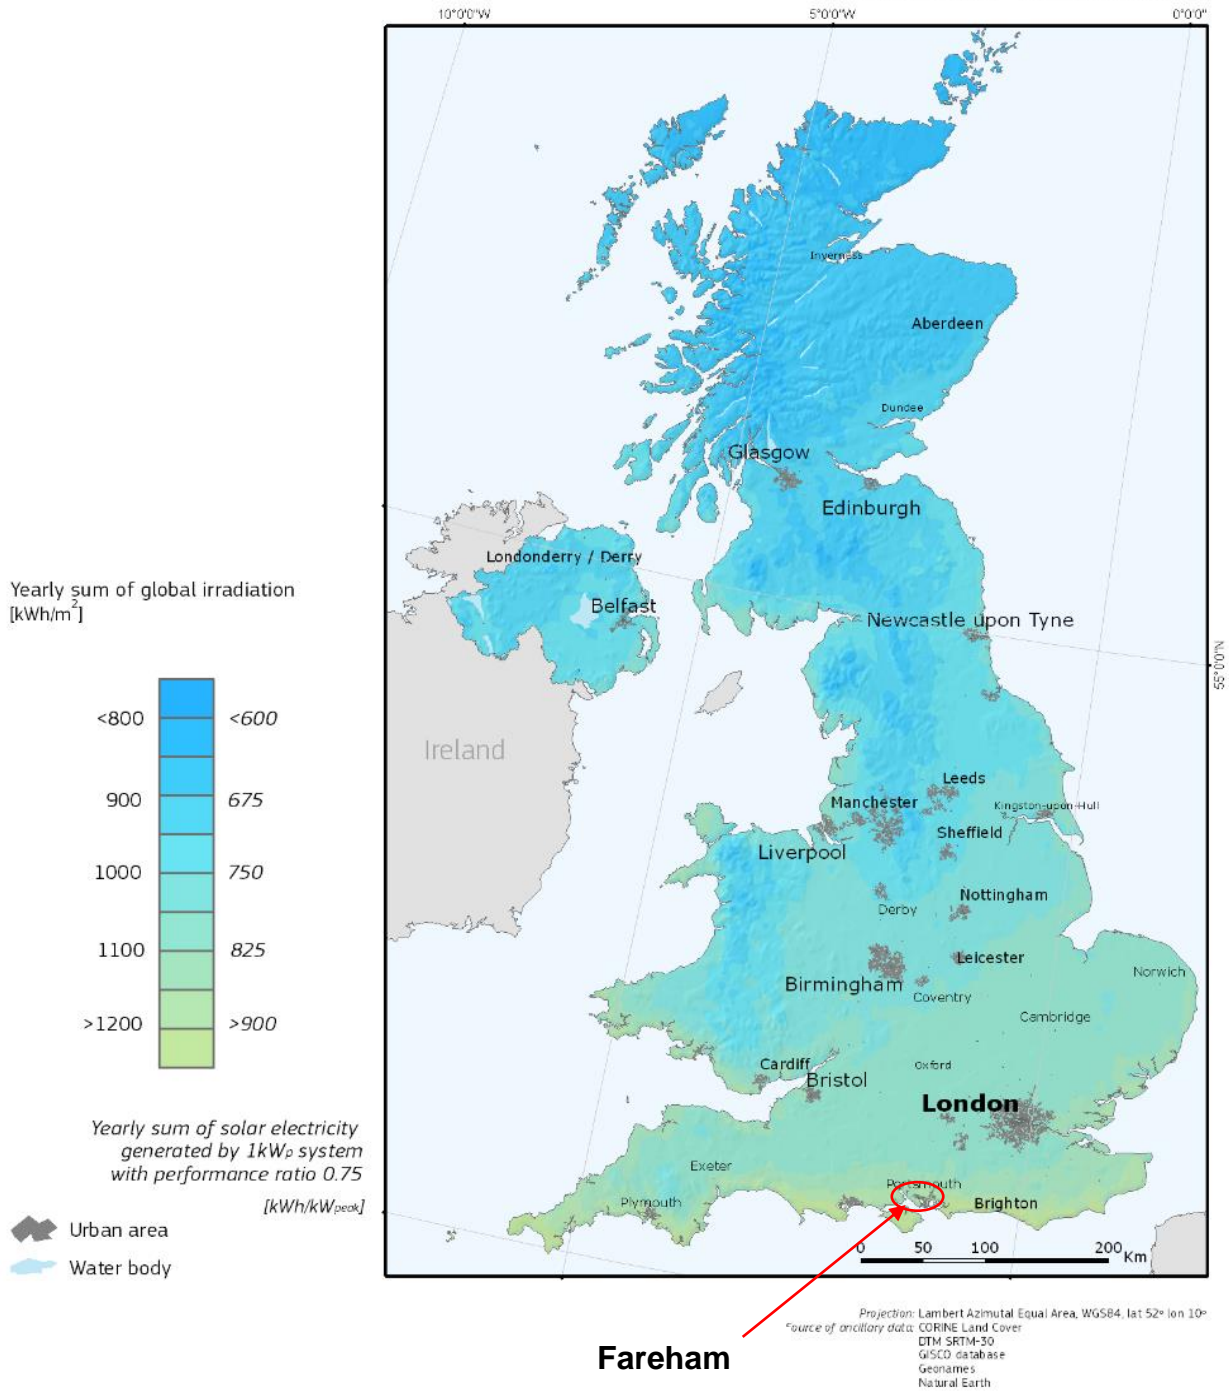 10°0'0"W
5°0'0"W
0°0'0"
Inverness
Aberdeen
Dundee
Glasgow
Edinburgh
Londonderry / Derry
Belfast
Newcastle upon Tyne
55°0'0"N
Ireland
Leeds
Manchester
Kingston-upon-Hull
Sheffield
Liverpool
Nottingham
Derby
Leicester
Norwich
Birmingham
Coventry
Cambridge
Cardiff
Oxford
Bristol
London
Exeter
Portsmouth
Plymouth
Brighton
0 50 100 200 Km
Yearly sum of global irradiation
[kWh/m²]
<800 <600
900 675
1000 750
1100 825
>1200 >900
Yearly sum of solar electricity
generated by 1kWp system
with performance ratio 0.75
[kWh/kWpeak]
Urban area
Water body
Fareham
Projection: Lambert Azimutal Equal Area, WGS84, lat 52° lon 10°
Source of ancillary data: CORINE Land Cover
DTM SRTM-30
GISCO database
Geonames
Natural Earth